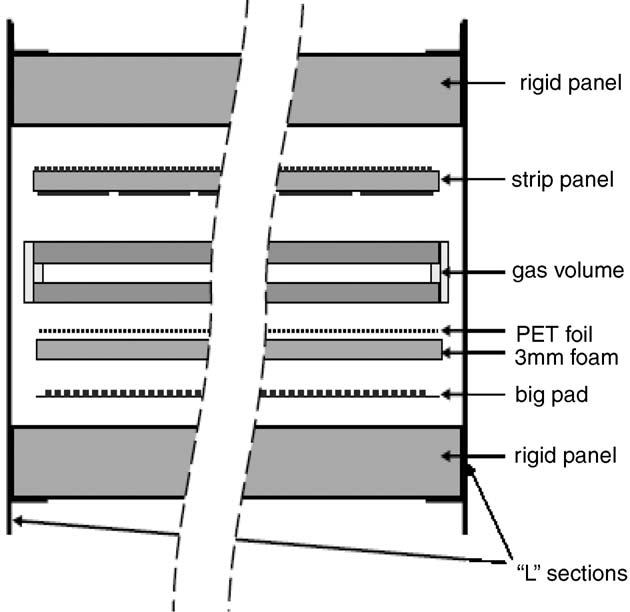 rigid panel
strip panel
gas volume
PET foil
3mm foam
big pad
rigid panel
“L” sections